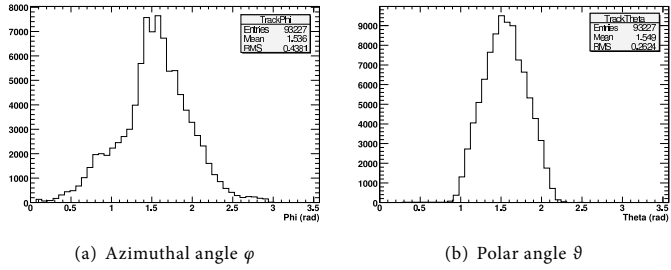 8000
7000
6000
5000
4000
3000
2000
1000
0
0 0.5 1 1.5 2 2.5 3 3.5
Phi (rad)
TrackPhi
Entries 93227
Mean 1.536
RMS 0.4381
(a) Azimuthal angle φ
9000
8000
7000
6000
5000
4000
3000
2000
1000
0
0 0.5 1 1.5 2 2.5 3 3.5
Theta (rad)
TrackTheta
Entries 93227
Mean 1.549
RMS 0.2624
(b) Polar angle ϑ